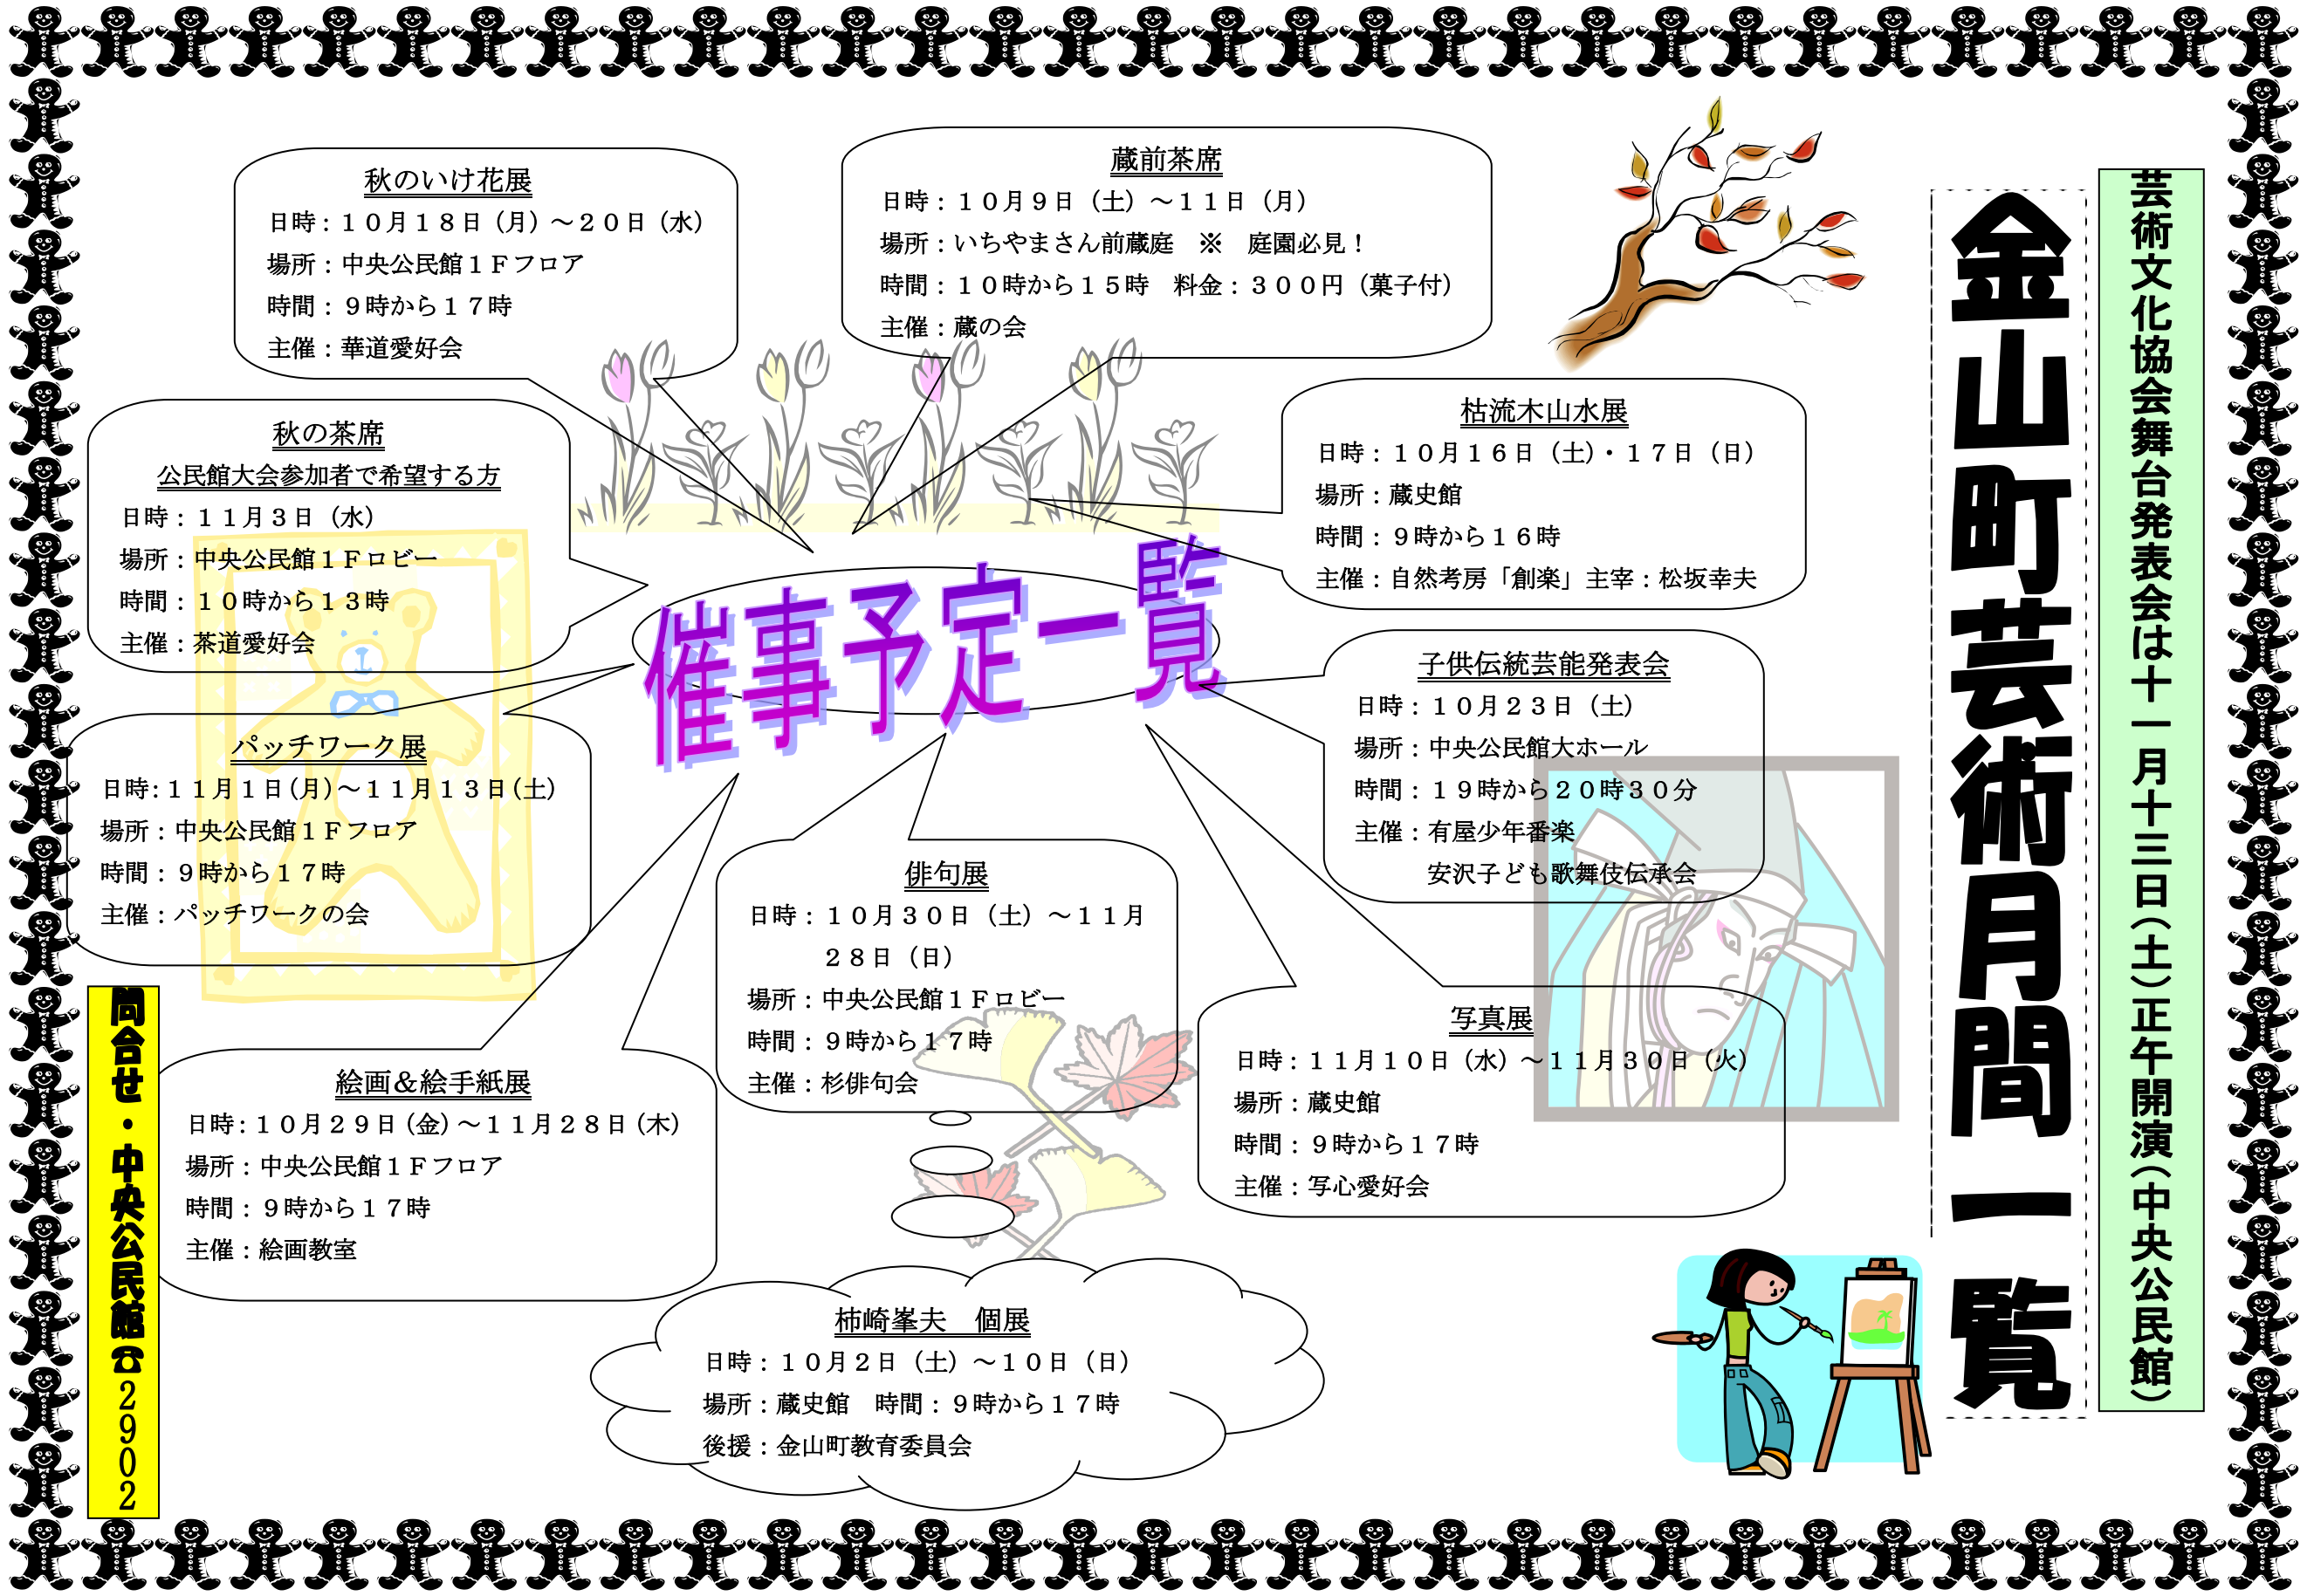 芸術文化協会舞台発表会は十一月十三日（土）正午開演（中央公民館）
金山町芸術月間一覧
催事予定一覧
蔵前茶席
日時：１０月９日（土）～１１日（月）
場所：いちやまさん前蔵庭　※　庭園必見！
時間：１０時から１５時　料金：３００円（菓子付）
主催：蔵の会
秋のいけ花展
日時：１０月１８日（月）～２０日（水）
場所：中央公民館１Ｆフロア
時間：９時から１７時
主催：華道愛好会
枯流木山水展
日時：１０月１６日（土）・１７日（日）
場所：蔵史館
時間：９時から１６時
主催：自然考房「創楽」主宰：松坂幸夫
秋の茶席
公民館大会参加者で希望する方
日時：１１月３日（水）
場所：中央公民館１Ｆロビー
時間：１０時から１３時
主催：茶道愛好会
子供伝統芸能発表会
日時：１０月２３日（土）
場所：中央公民館大ホール
時間：１９時から２０時３０分
主催：有屋少年番楽
安沢子ども歌舞伎伝承会
パッチワーク展
日時：１１月１日（月）～１１月１３日（土）
場所：中央公民館１Ｆフロア
時間：９時から１７時
主催：パッチワークの会
俳句展
日時：１０月３０日（土）～１１月
２８日（日）
場所：中央公民館１Ｆロビー
時間：９時から１７時
主催：杉俳句会
写真展
日時：１１月１０日（水）～１１月３０日（火）
場所：蔵史館
時間：９時から１７時
主催：写心愛好会
絵画＆絵手紙展
日時：１０月２９日（金）～１１月２８日（木）
場所：中央公民館１Ｆフロア
時間：９時から１７時
主催：絵画教室
柿崎峯夫　個展
日時：１０月２日（土）～１０日（日）
場所：蔵史館　時間：９時から１７時
後援：金山町教育委員会
問合せ・中央公民館☎２９０２